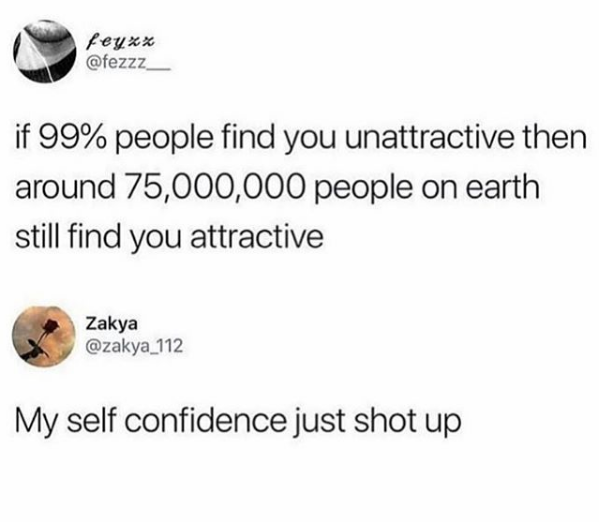 feyxx
@fezzz__
if 99% people find you unattractive then
around 75,000,000 people on earth
still find you attractive
Zakya
@zakya_112
My self confidence just shot up